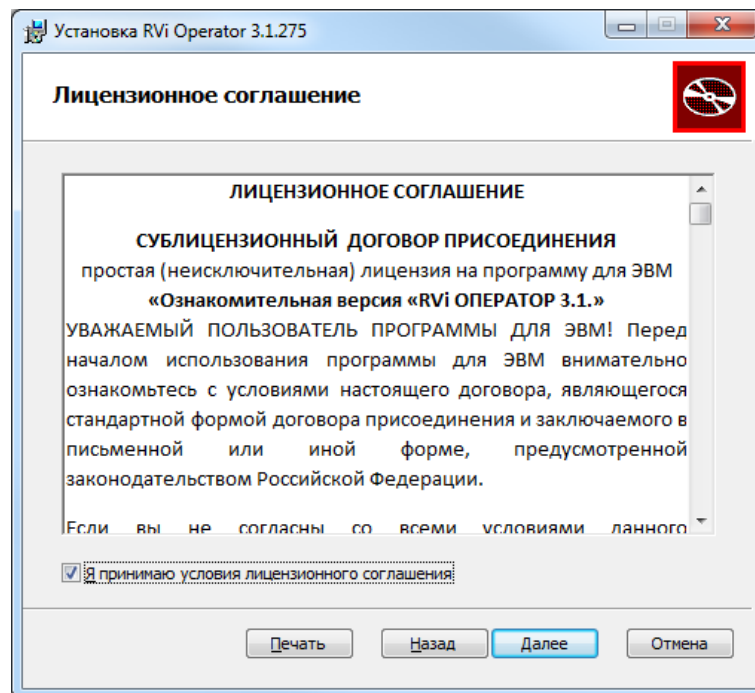 Установка RVi Operator 3.1.275
Лицензионное соглашение
ЛИЦЕНЗИОННОЕ СОГЛАШЕНИЕ
СУБЛИЦЕНЗИОННЫЙ ДОГОВОР ПРИСОЕДИНЕНИЯ
простая (неисключительная) лицензия на программу для ЭВМ
«Ознакомительная версия «RVi ОПЕРАТОР 3.1.»
УВАЖАЕМЫЙ ПОЛЬЗОВАТЕЛЬ ПРОГРАММЫ ДЛЯ ЭВМ! Перед
началом использования программы для ЭВМ внимательно
ознакомьтесь с условиями настоящего договора, являющегося
стандартной формой договора присоединения и заключаемого в
письменной или иной форме, предусмотренной
законодательством Российской Федерации.
Если вы не согласны со всеми условиями данного
Я принимаю условия лицензионного соглашения
Печать Назад Далее Отмена